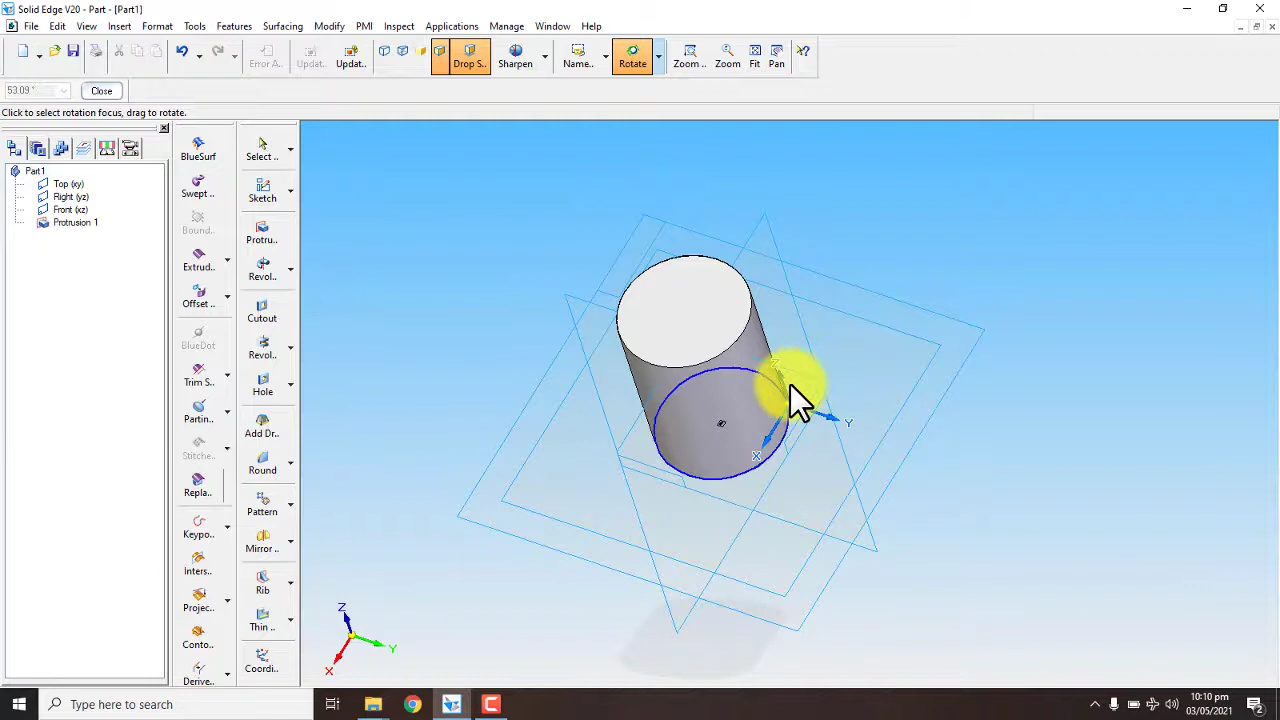 Solid Edge V20 - Part - [Part1]
File Edit View Insert Format Tools Features Surfacing Modify PMI Inspect Applications Manage Window Help
Error A.. Updat.. Updat.. Drop S.. Sharpen Name.. Rotate Zoom .. Zoom Fit Pan
53.09 ° Close
Click to select rotation focus, drag to rotate.
Part1
Top (xy)
Right (yz)
Front (xz)
Protrusion 1
BlueSurf
Swept ..
Bound..
Extrud..
Offset ..
BlueDot
Trim S..
Partin..
Stitche..
Repla..
Keypo..
Inters..
Projec..
Conto..
Derive..
Select ..
Sketch
Protru..
Revol..
Cutout
Revol..
Hole
Add Dr..
Round
Pattern
Mirror ..
Rib
Thin ..
Coordi..
Z
Y
X
Z
Y
X
Type here to search
10:10 pm
03/05/2021
2